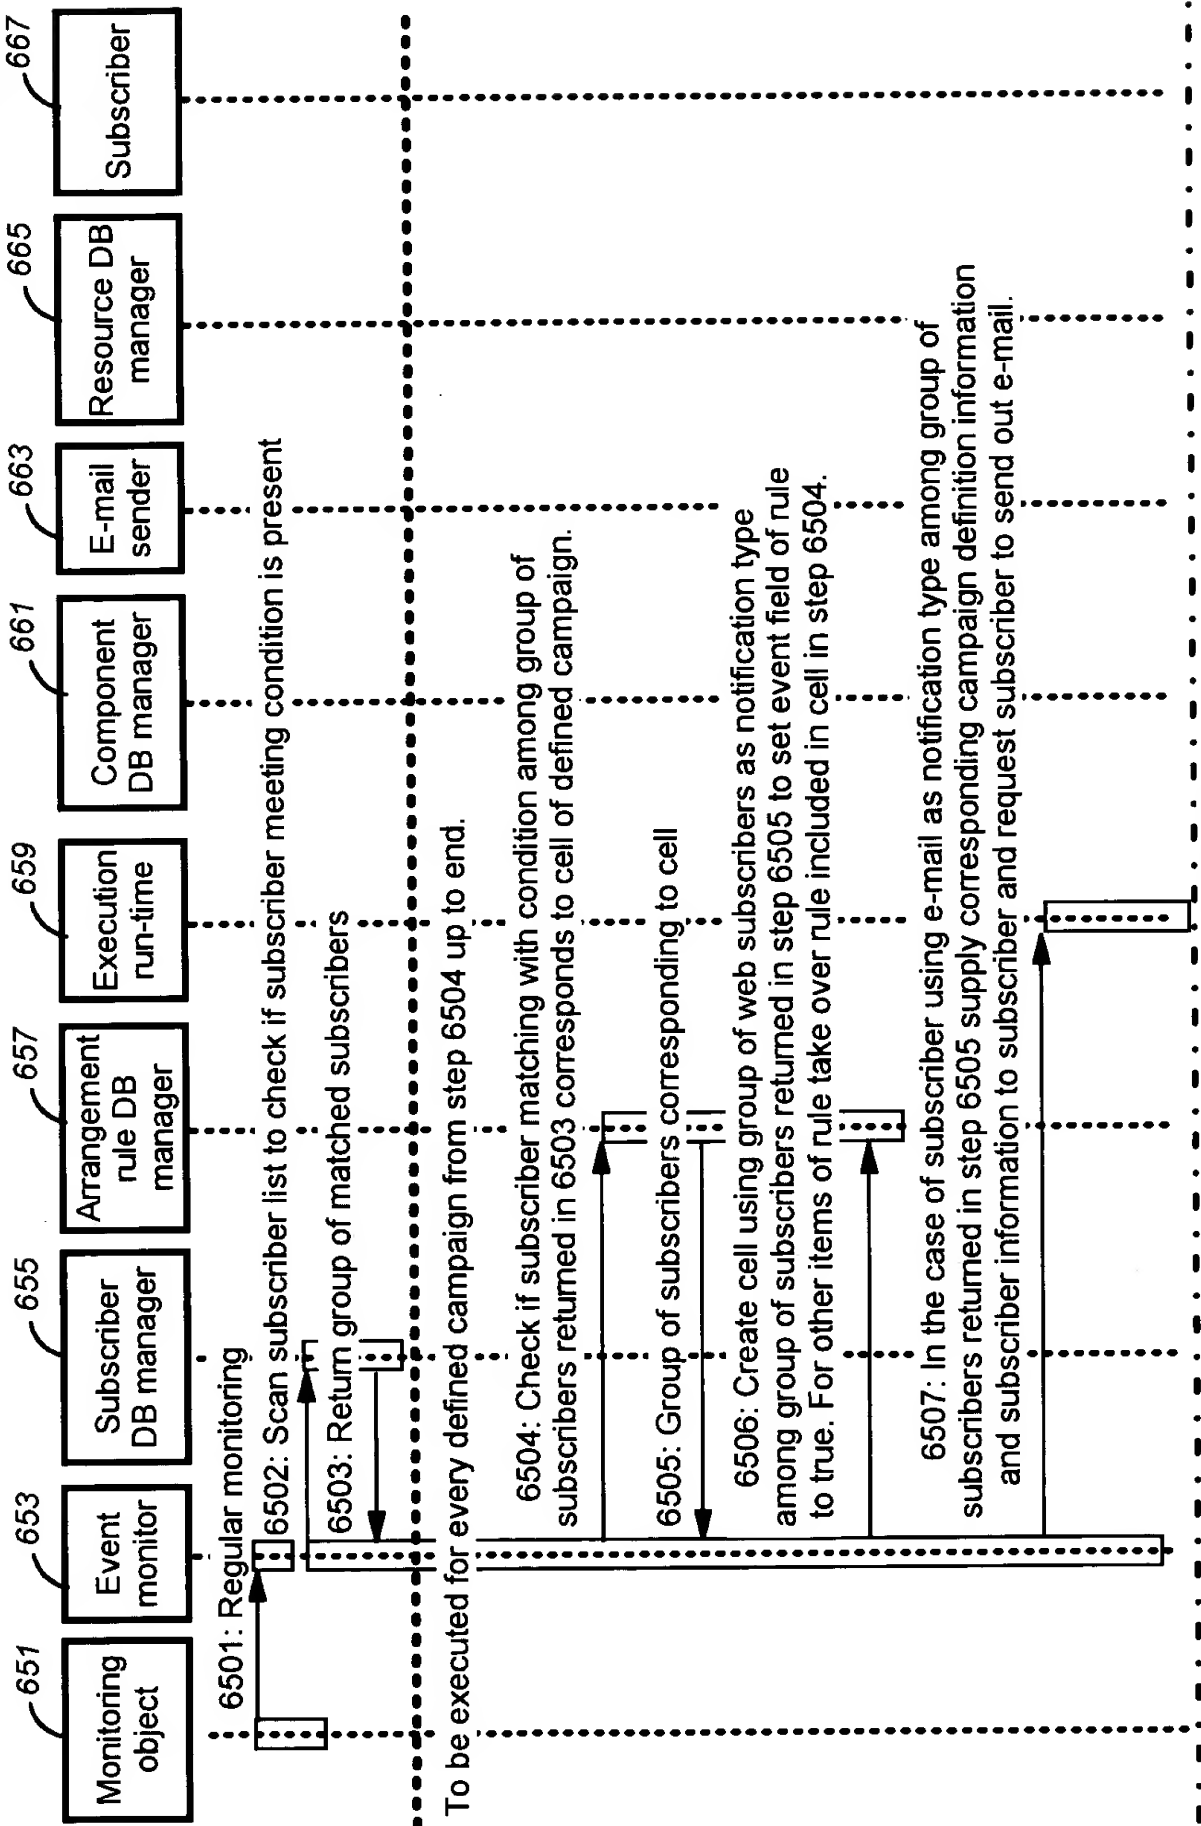 651
653
655
657
659
661
663
665
667
Monitoring
object
Event
monitor
Subscriber
DB manager
Arrangement
rule DB
manager
Execution
run-time
Component
DB manager
E-mail
sender
Resource DB
manager
Subscriber
6501: Regular monitoring
6502: Scan subscriber list to check if subscriber meeting condition is present
6503: Return group of matched subscribers
To be executed for every defined campaign from step 6504 up to end.
6504: Check if subscriber matching with condition among group of
subscribers returned in 6503 corresponds to cell of defined campaign.
6505: Group of subscribers corresponding to cell
6506: Create cell using group of web subscribers as notification type
among group of subscribers returned in step 6505 to set event field of rule
to true. For other items of rule take over rule included in cell in step 6504.
6507: In the case of subscriber using e-mail as notification type among group of
subscribers returned in step 6505 supply corresponding campaign definition information
and subscriber information to subscriber and request subscriber to send out e-mail.